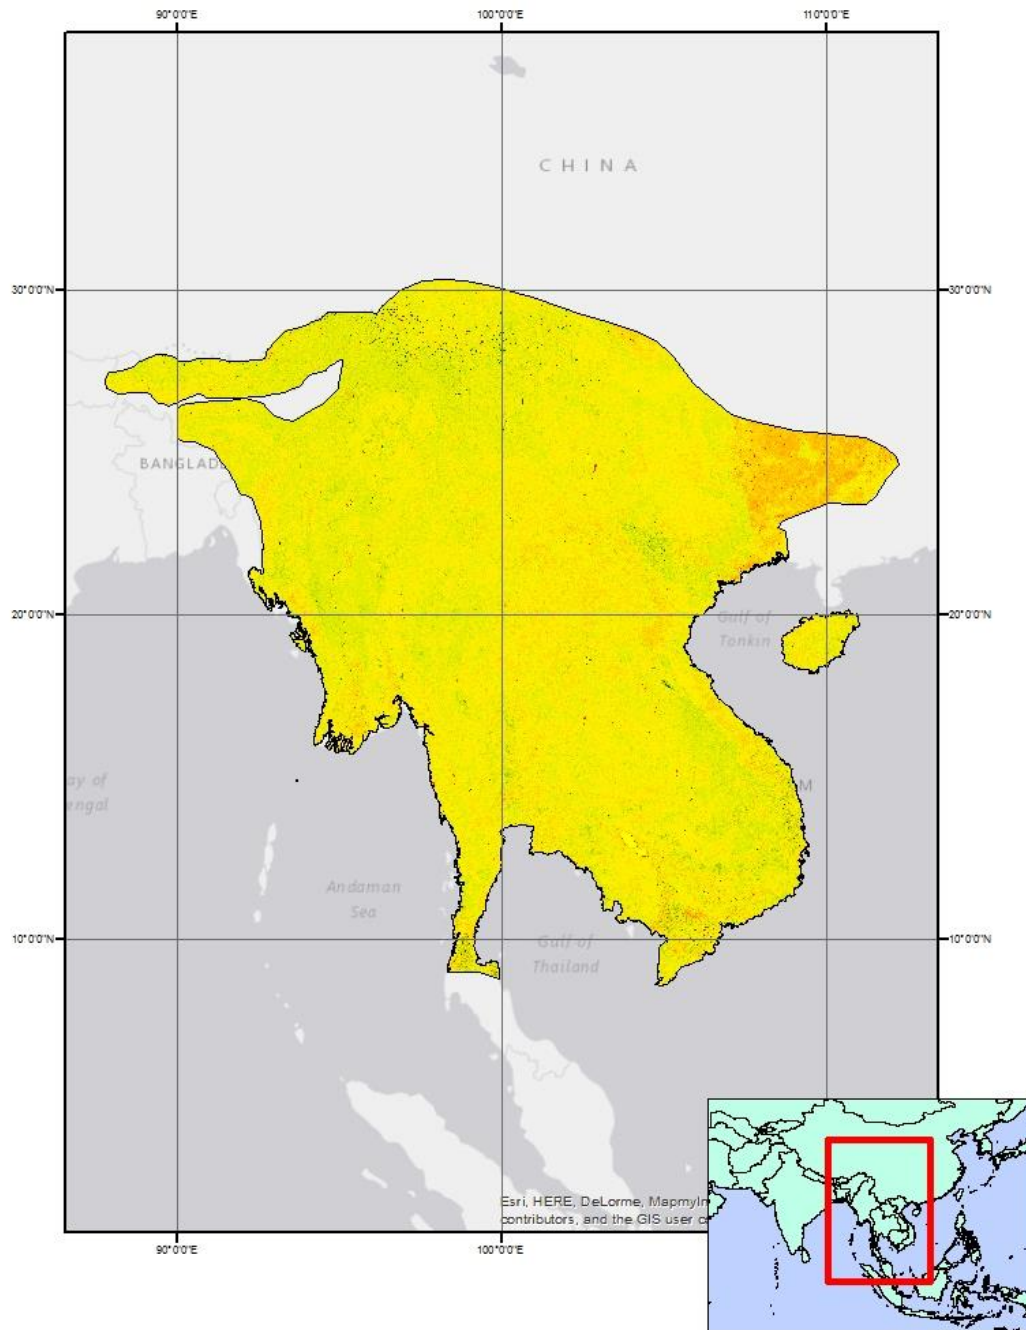 90°0'0"E 100°0'0"E 110°0'0"E
CHINA
30°0'0"N 30°0'0"N
BANGLAD
20°0'0"N 20°0'0"N
Gulf of
Tonkin
ay of
engal
M
Andaman
Sea
Gulf of
Thailand
10°0'0"N 10°0'0"N
Esri, HERE, DeLorme, MapmyIn
contributors, and the GIS user c
90°0'0"E 100°0'0"E